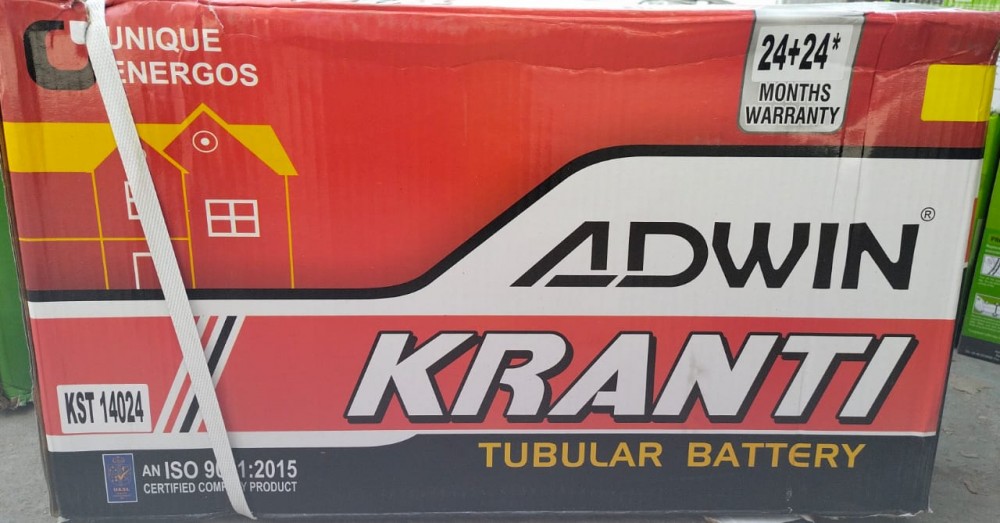 UNIQUE
ENERGOS
24+24*
MONTHS
WARRANTY
ADWIN®
KRANTI
KST 14024
TUBULAR BATTERY
AN ISO 9001:2015
CERTIFIED COMPANY PRODUCT